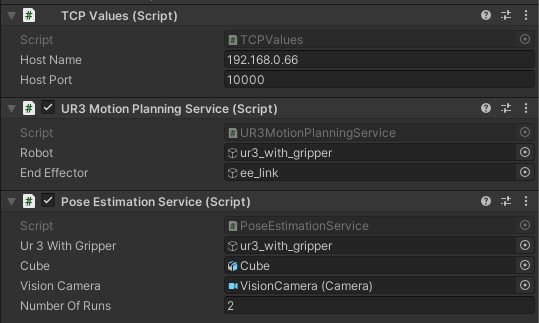 TCP Values (Script)
Script TCPValues
Host Name 192.168.0.66
Host Port 10000
UR3 Motion Planning Service (Script)
Script UR3MotionPlanningService
Robot ur3_with_gripper
End Effector ee_link
Pose Estimation Service (Script)
Script PoseEstimationService
Ur 3 With Gripper ur3_with_gripper
Cube Cube
Vision Camera VisionCamera (Camera)
Number Of Runs 2